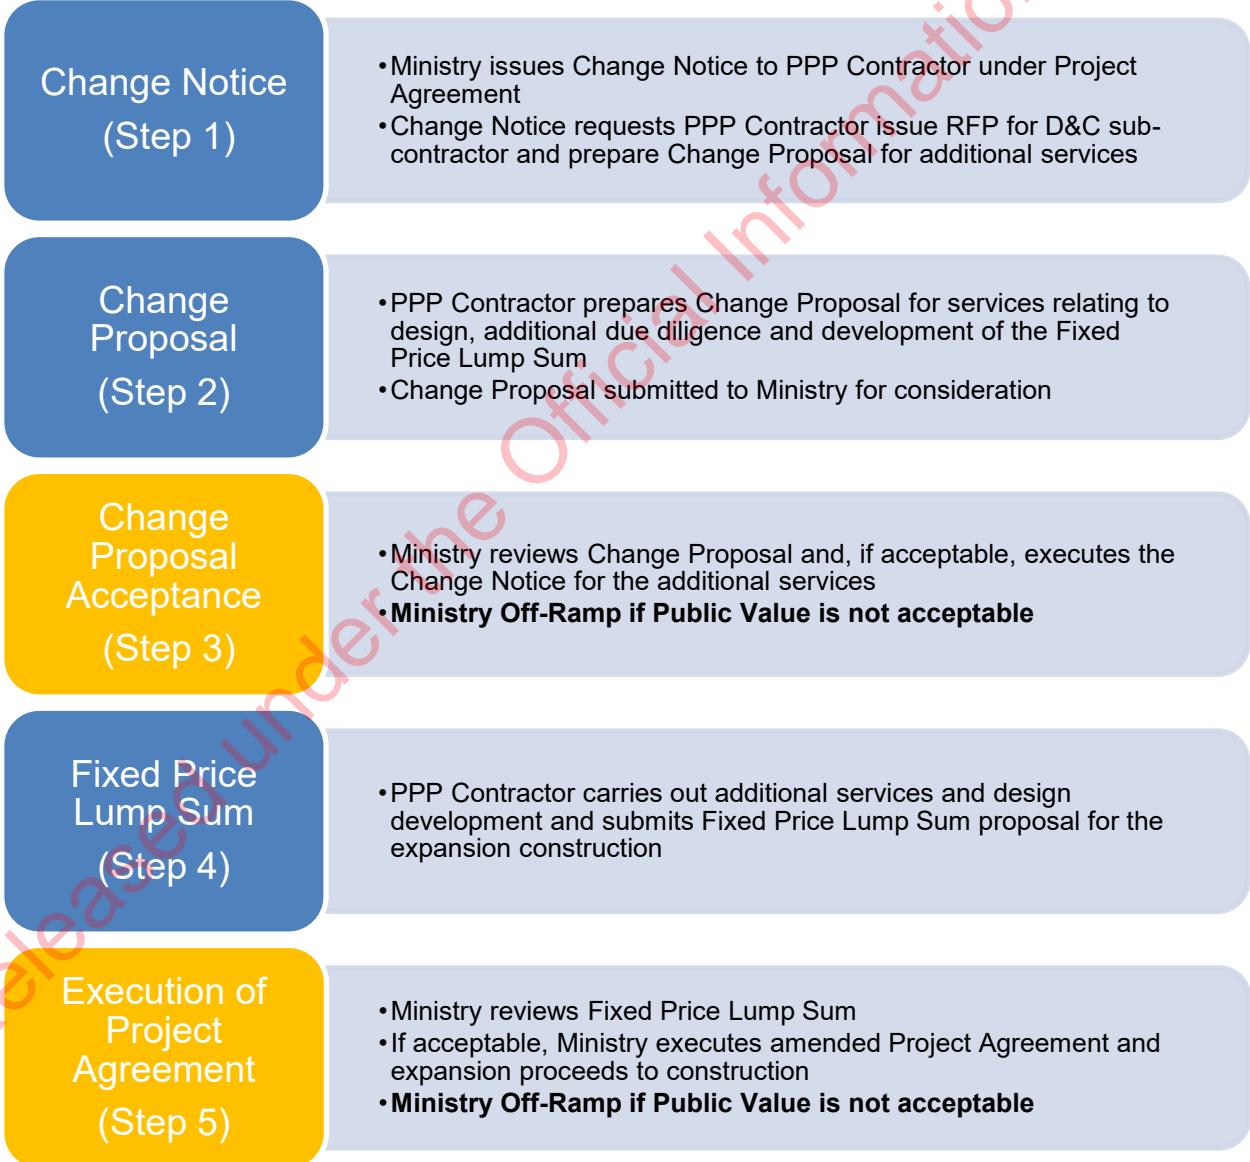 Change Notice
(Step 1)
•Ministry issues Change Notice to PPP Contractor under Project
Agreement
•Change Notice requests PPP Contractor issue RFP for D&C sub-
contractor and prepare Change Proposal for additional services
Change
Proposal
(Step 2)
•PPP Contractor prepares Change Proposal for services relating to
design, additional due diligence and development of the Fixed
Price Lump Sum
•Change Proposal submitted to Ministry for consideration
Change
Proposal
Acceptance
(Step 3)
•Ministry reviews Change Proposal and, if acceptable, executes the
Change Notice for the additional services
•Ministry Off-Ramp if Public Value is not acceptable
Fixed Price
Lump Sum
(Step 4)
•PPP Contractor carries out additional services and design
development and submits Fixed Price Lump Sum proposal for the
expansion construction
Execution of
Project
Agreement
(Step 5)
•Ministry reviews Fixed Price Lump Sum
•If acceptable, Ministry executes amended Project Agreement and
expansion proceeds to construction
•Ministry Off-Ramp if Public Value is not acceptable
Released under the Official Information